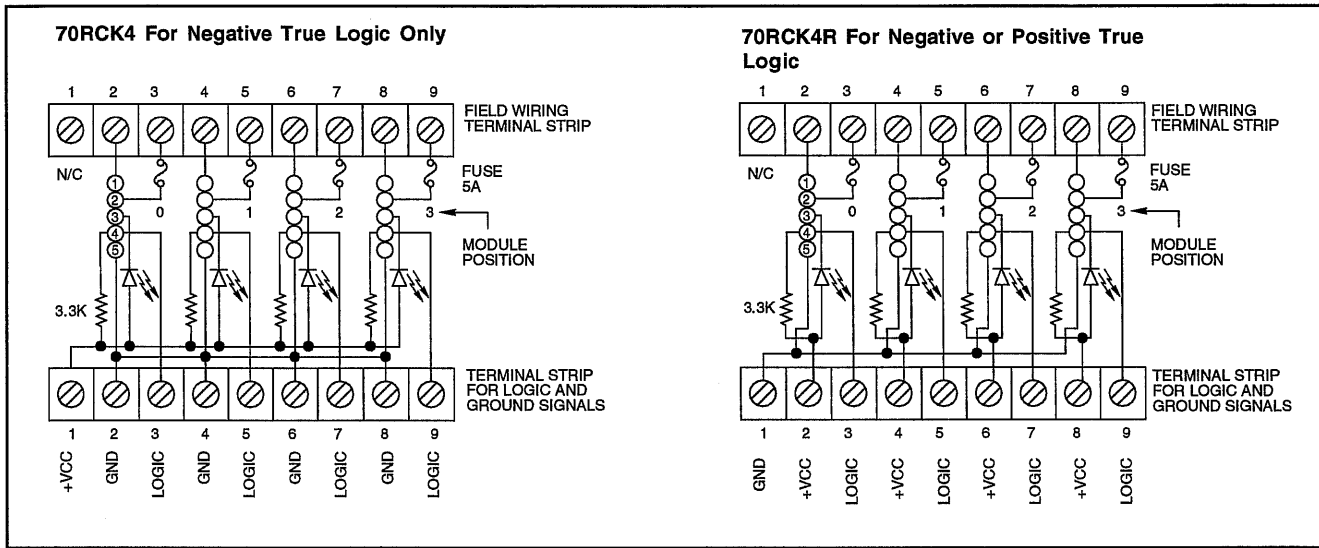 70RCK4 For Negative True Logic Only
1 2 3 4 5 6 7 8 9
FIELD WIRING
TERMINAL STRIP
N/C
FUSE
5A
1
2
3
4
5
0 1 2 3
MODULE
POSITION
3.3K
TERMINAL STRIP
FOR LOGIC AND
GROUND SIGNALS
1 2 3 4 5 6 7 8 9
+VCC GND LOGIC GND LOGIC GND LOGIC GND LOGIC
70RCK4R For Negative or Positive True
Logic
1 2 3 4 5 6 7 8 9
FIELD WIRING
TERMINAL STRIP
N/C
FUSE
5A
1
2
3
4
5
0 1 2 3
MODULE
POSITION
3.3K
TERMINAL STRIP
FOR LOGIC AND
GROUND SIGNALS
1 2 3 4 5 6 7 8 9
GND +VCC LOGIC +VCC LOGIC +VCC LOGIC +VCC LOGIC